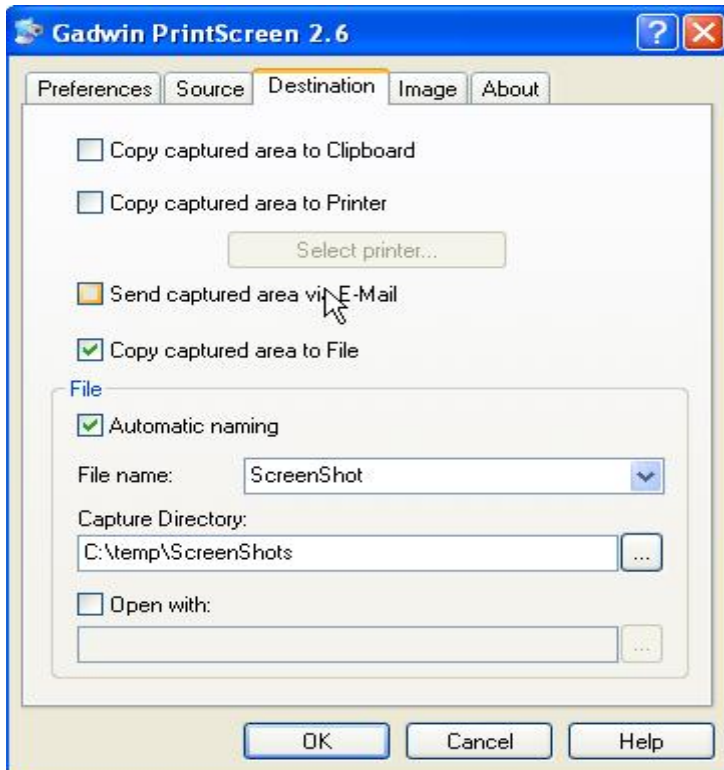 Gadwin PrintScreen 2.6
Preferences Source Destination Image About
Copy captured area to Clipboard
Copy captured area to Printer
Select printer...
Send captured area via E-Mail
Copy captured area to File
File
Automatic naming
File name: ScreenShot
Capture Directory:
C:\temp\ScreenShots ...
Open with:
...
OK Cancel Help